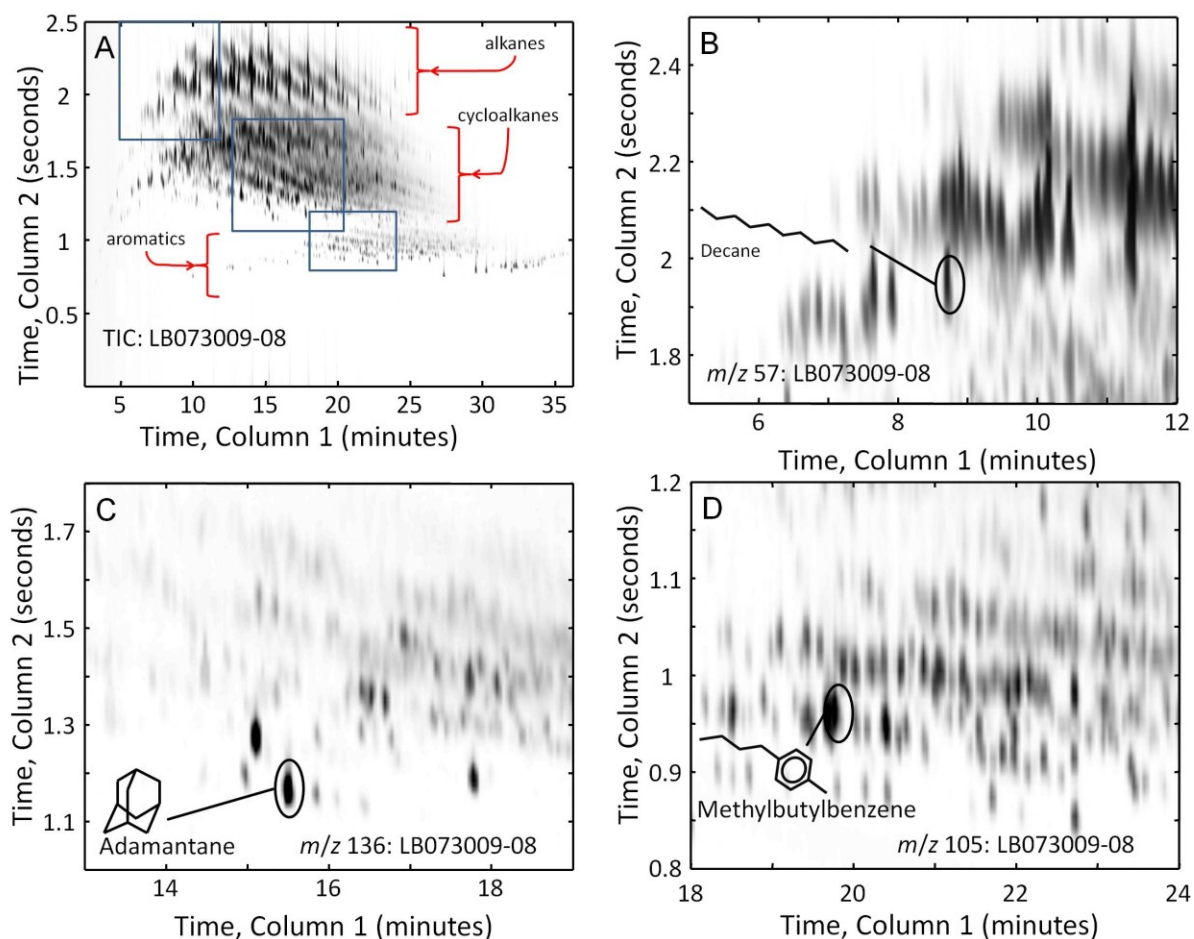 A
2.5
2
1.5
1
0.5
Time, Column 2 (seconds)
alkanes
cycloalkanes
aromatics
TIC: LB073009-08
5 10 15 20 25 30 35
Time, Column 1 (minutes)
B
2.4
2.2
2
1.8
Time, Column 2 (seconds)
Decane
m/z 57: LB073009-08
6 8 10 12
Time, Column 1 (minutes)
C
1.7
1.5
1.3
1.1
Time, Column 2 (seconds)
Adamantane
m/z 136: LB073009-08
14 16 18
Time, Column 1 (minutes)
D
1.2
1.1
1
0.9
0.8
Time, Column 2 (seconds)
Methylbutylbenzene
m/z 105: LB073009-08
18 20 22 24
Time, Column 1 (minutes)